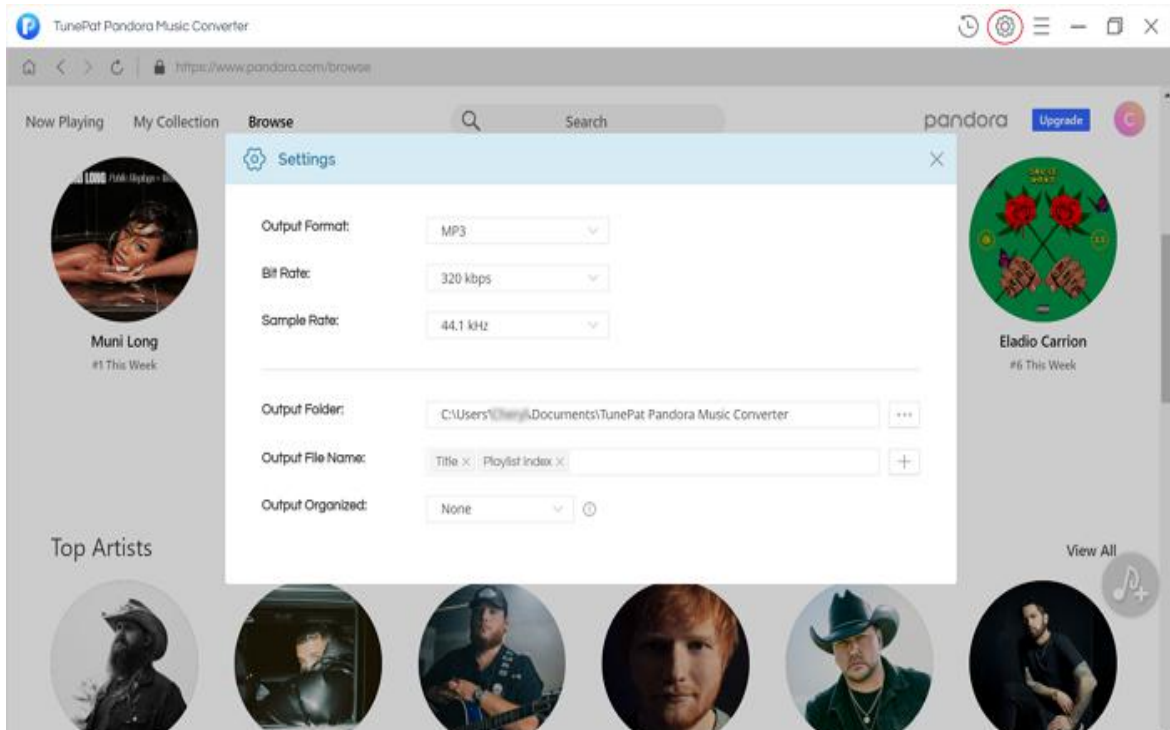 TunePat Pandora Music Converter
https://www.pandora.com/browse
Now Playing My Collection Browse Search pandora Upgrade C
Settings
LONG
Muni Long
#1 This Week
Eladio Carrion
#6 This Week
Output Format: MP3
Bit Rate: 320 kbps
Sample Rate: 44.1 kHz
Output Folder: C:\Users\ \Documents\TunePat Pandora Music Converter
Output File Name: Title × Playlist Index ×
Output Organized: None
Top Artists View All